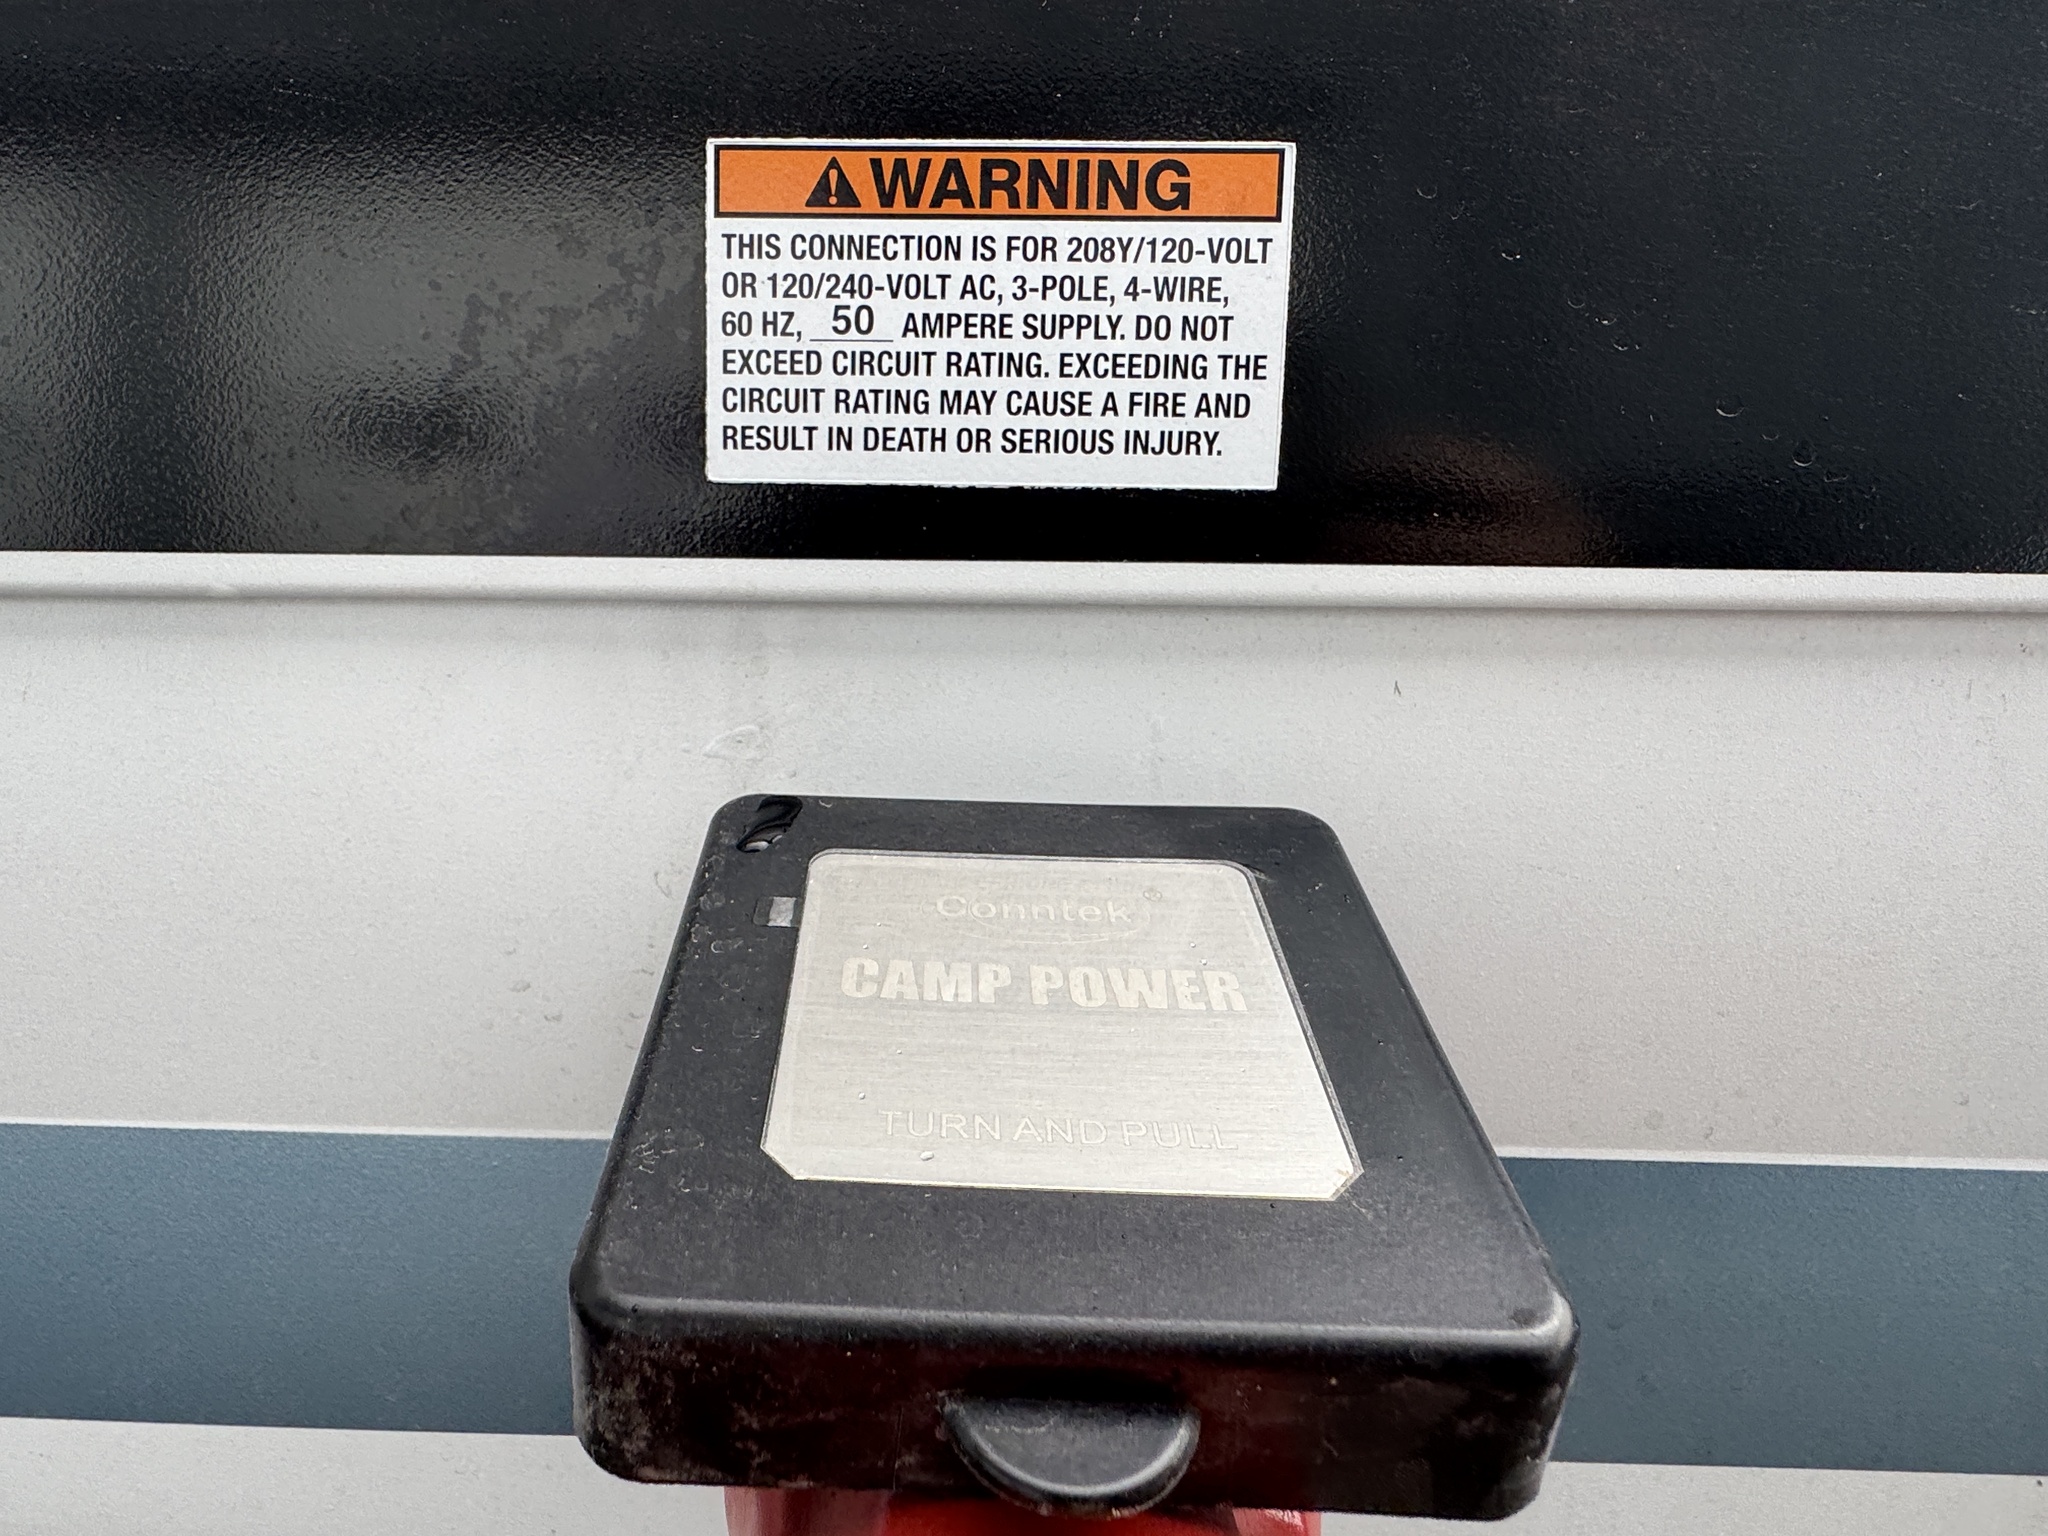 WARNING
THIS CONNECTION IS FOR 208Y/120-VOLT
OR 120/240-VOLT AC, 3-POLE, 4-WIRE,
60 HZ, 50 AMPERE SUPPLY. DO NOT
EXCEED CIRCUIT RATING. EXCEEDING THE
CIRCUIT RATING MAY CAUSE A FIRE AND
RESULT IN DEATH OR SERIOUS INJURY.
Conntek®
CAMP POWER
TURN AND PULL